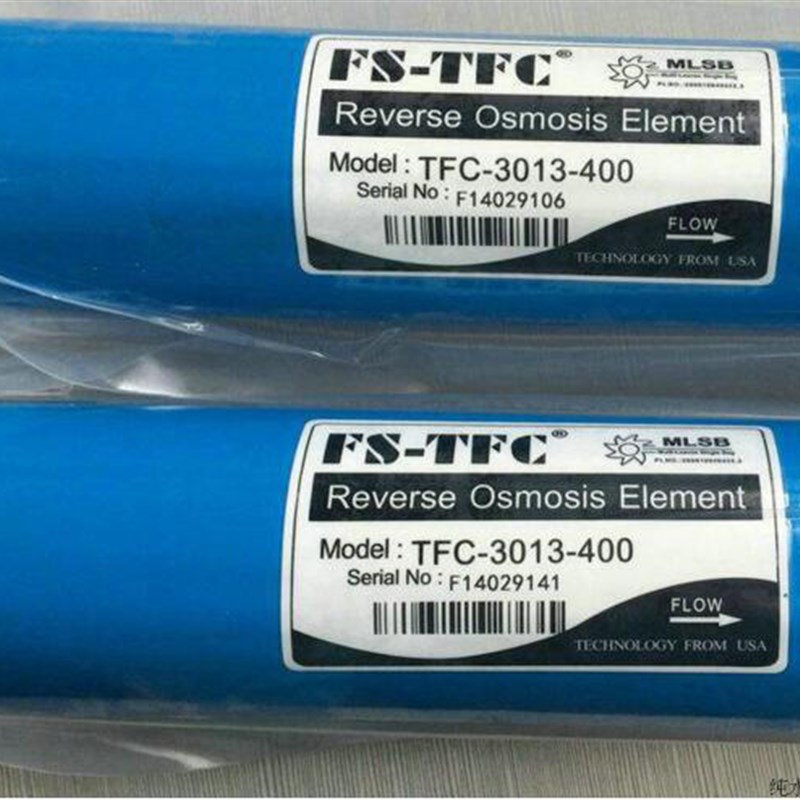 FS-TFC®
MLSB
Reverse Osmosis Element
Model : TFC-3013-400
Serial No : F14029106
FLOW
TECHNOLOGY FROM USA
FS-TFC®
MLSB
Reverse Osmosis Element
Model : TFC-3013-400
Serial No : F14029141
FLOW
TECHNOLOGY FROM USA